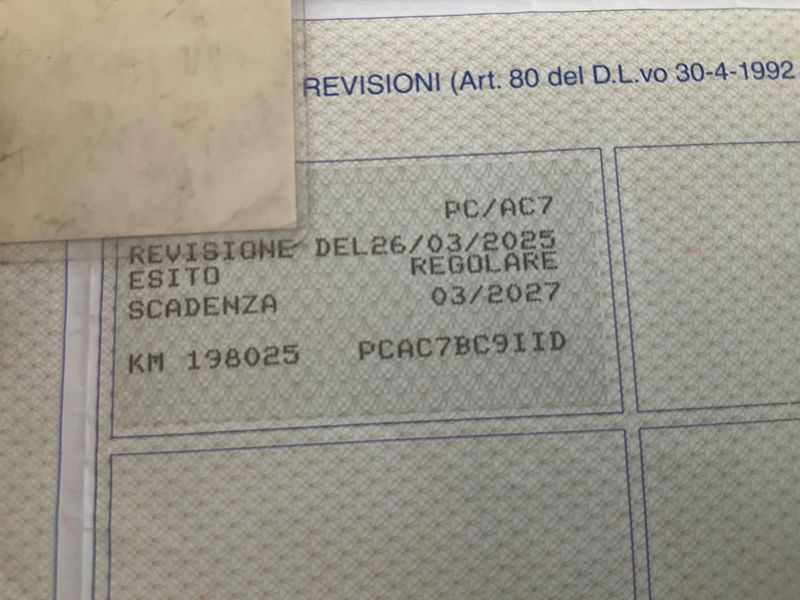 REVISIONI (Art. 80 del D.L.vo 30-4-1992
PC/AC7
REVISIONE DEL26/03/2025
ESITO REGOLARE
SCADENZA 03/2027
KM 198025 PCAC7BC9IID